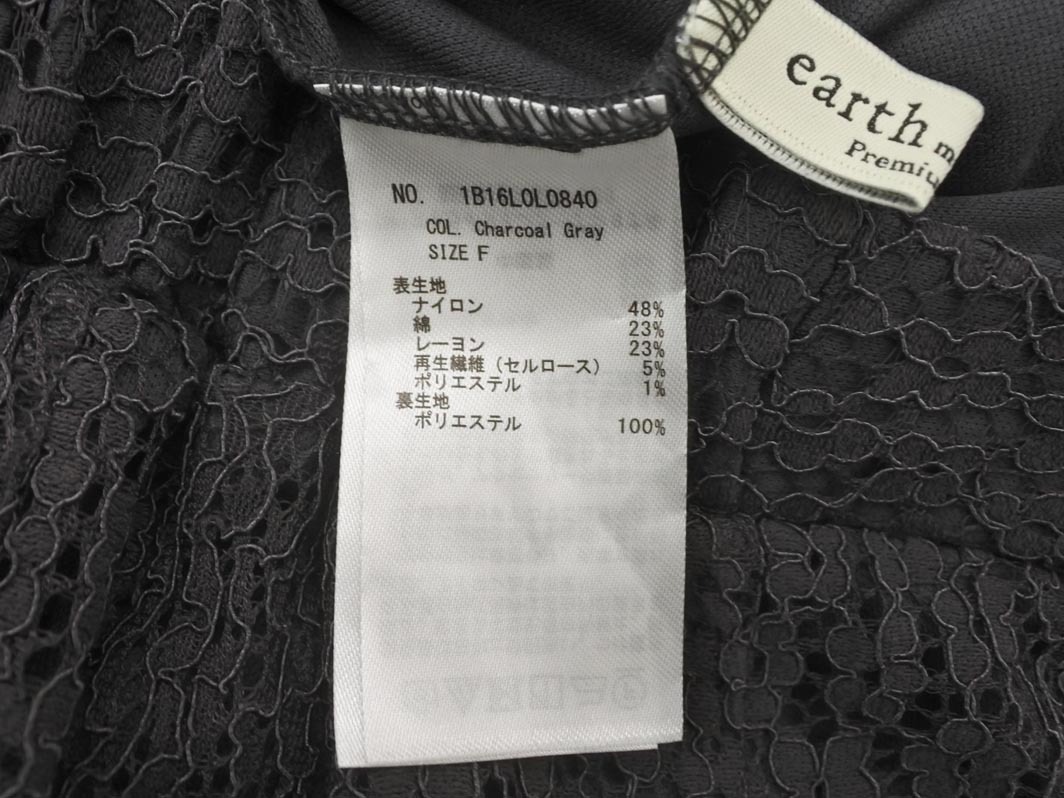 earth m
Premiu
NO. 1B16L0L0840
COL. Charcoal Gray
SIZE F
表生地
ナイロン 48%
綿 23%
レーヨン 23%
再生繊維(セルロース) 5%
ポリエステル 1%
裏生地
ポリエステル 100%